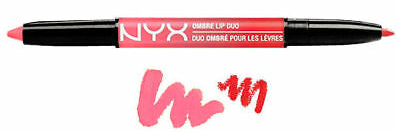 NYX
OMBRE LIP DUO
DUO OMBRÉ POUR LES LÈVRES